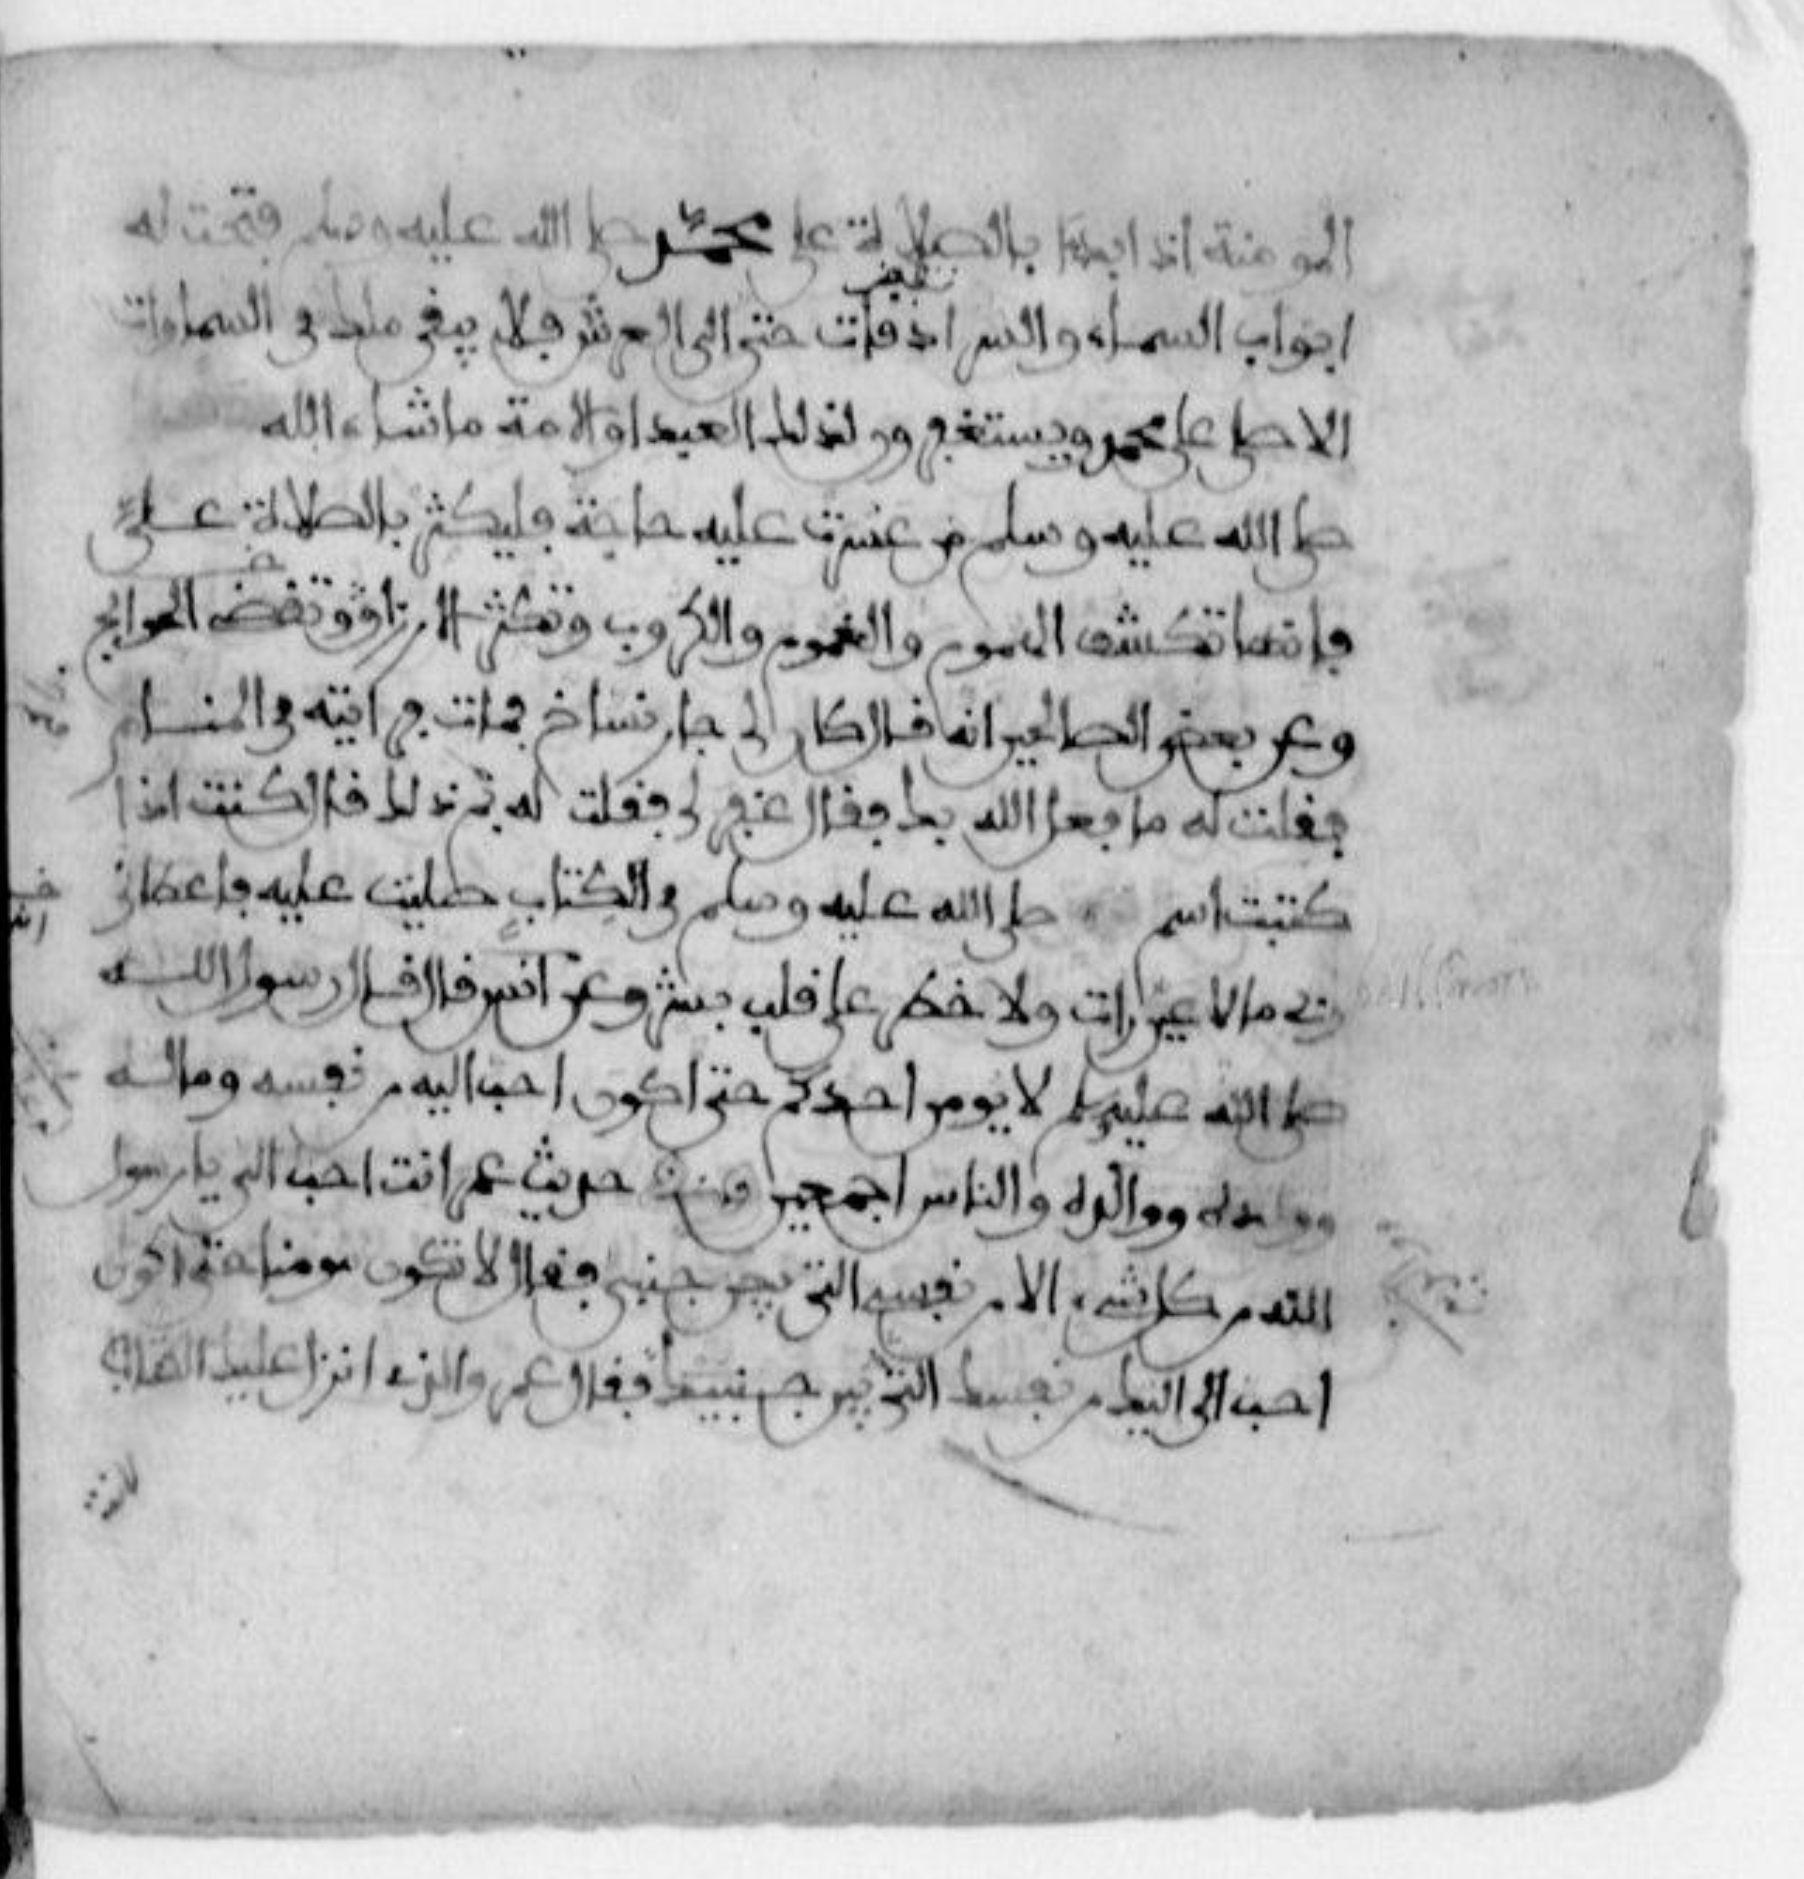 المومنة اذا ابدا بالصلاة على محمد صلى الله عليه وسلم فتحت له
ابواب السماء والسرادقات حتى الى العرش فلا يبقى ملك في السماوات
الا صلى على محمد ويستغفرون لذلك العبد او الامة ما شاء الله
صلى الله عليه وسلم من عسرت عليه حاجة فليكثر بالصلاة علي
فانها تكشف الهموم والغموم والكروب وتكثر الارزاق وتقضي الحوايج
وعن بعض الصالحين انه قال كان لي جار نساخ فمات فرايته في المنام
فقلت له ما فعل الله بك فقال غفر لي فقلت له فبم ذلك قال كنت اذا
كتبت اسم صلى الله عليه وسلم في الكتاب صليت عليه فاعطاني
ربي ما لا عين رات ولا خطر على قلب بشر وعن انس قال قال رسول الله
صلى الله عليه وسلم لا يومن احدكم حتى اكون احب اليه من نفسه وماله
وولده ووالده والناس اجمعين حديث عمر انت احب الي يا رسول
الله من كل شيء الا من نفسي التي بين جنبي فقال لا تكون مومنا حتى اكون
احب الى اليك من نفسك التي بين جنبيك فقال عمر والذي انزل عليك الكتاب